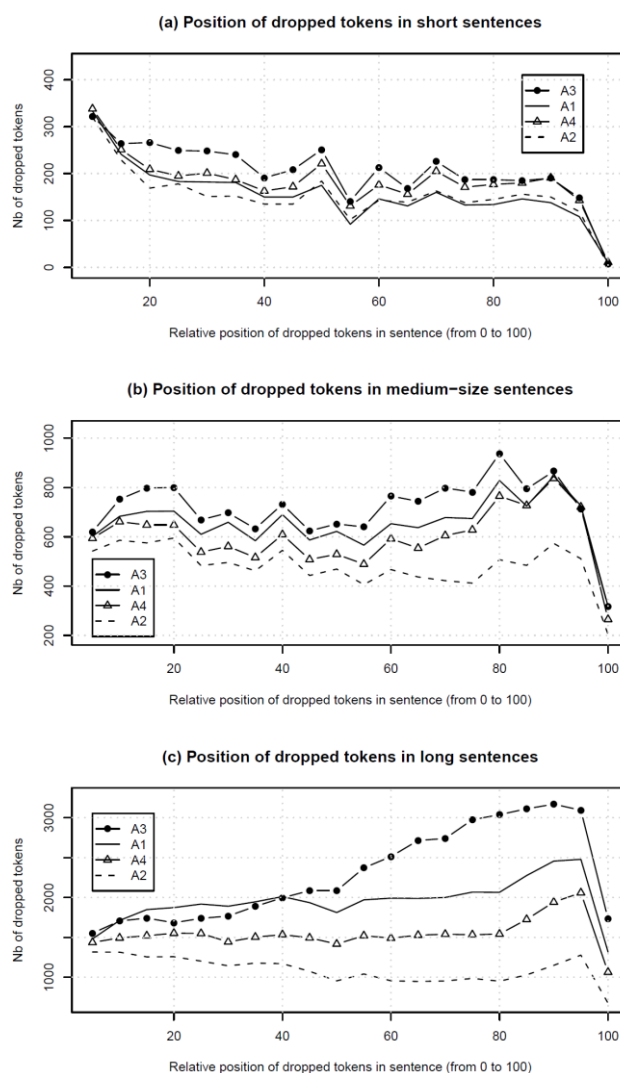 (a) Position of dropped tokens in short sentences
Nb of dropped tokens
400
300
200
100
0
A3
A1
A4
A2
20 40 60 80 100
Relative position of dropped tokens in sentence (from 0 to 100)
(b) Position of dropped tokens in medium−size sentences
Nb of dropped tokens
1000
800
600
400
200
A3
A1
A4
A2
20 40 60 80 100
Relative position of dropped tokens in sentence (from 0 to 100)
(c) Position of dropped tokens in long sentences
Nb of dropped tokens
3000
2000
1000
A3
A1
A4
A2
20 40 60 80 100
Relative position of dropped tokens in sentence (from 0 to 100)